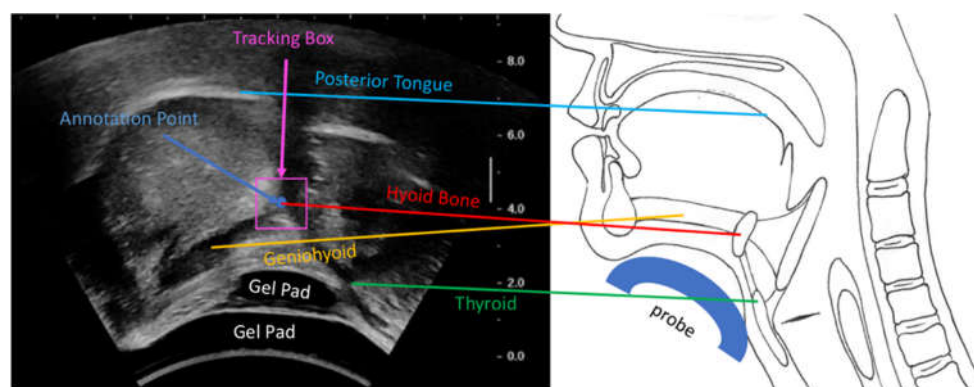 Tracking Box
8.0
Posterior Tongue
Annotation Point
6.0
Hyoid Bone
4.0
Geniohyoid
Gel Pad
2.0
Thyroid
Gel Pad
probe
0.0